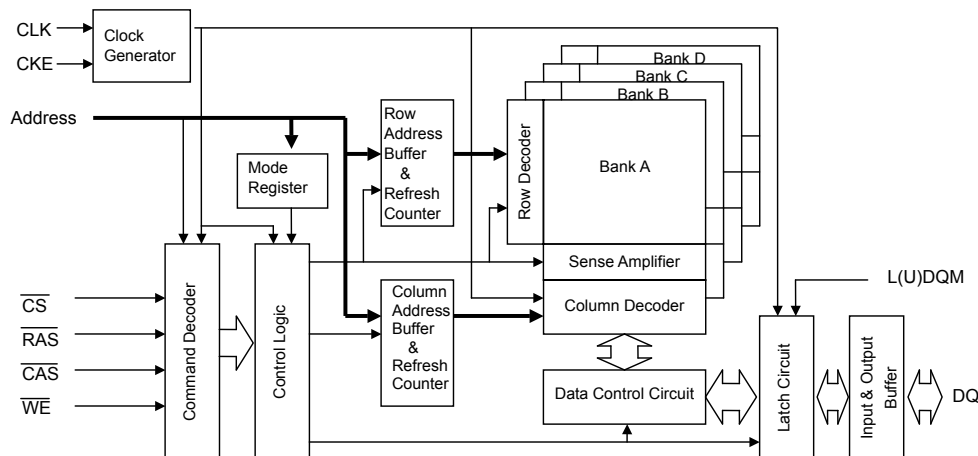 CLK
CKE
Clock
Generator
Address
Mode
Register
Row
Address
Buffer
&
Refresh
Counter
Row Decoder
Bank D
Bank C
Bank B
Bank A
Sense Amplifier
Column Decoder
Column
Address
Buffer
&
Refresh
Counter
CS
RAS
CAS
WE
Command Decoder
Control Logic
Data Control Circuit
Latch Circuit
L(U)DQM
Input & Output
Buffer
DQ